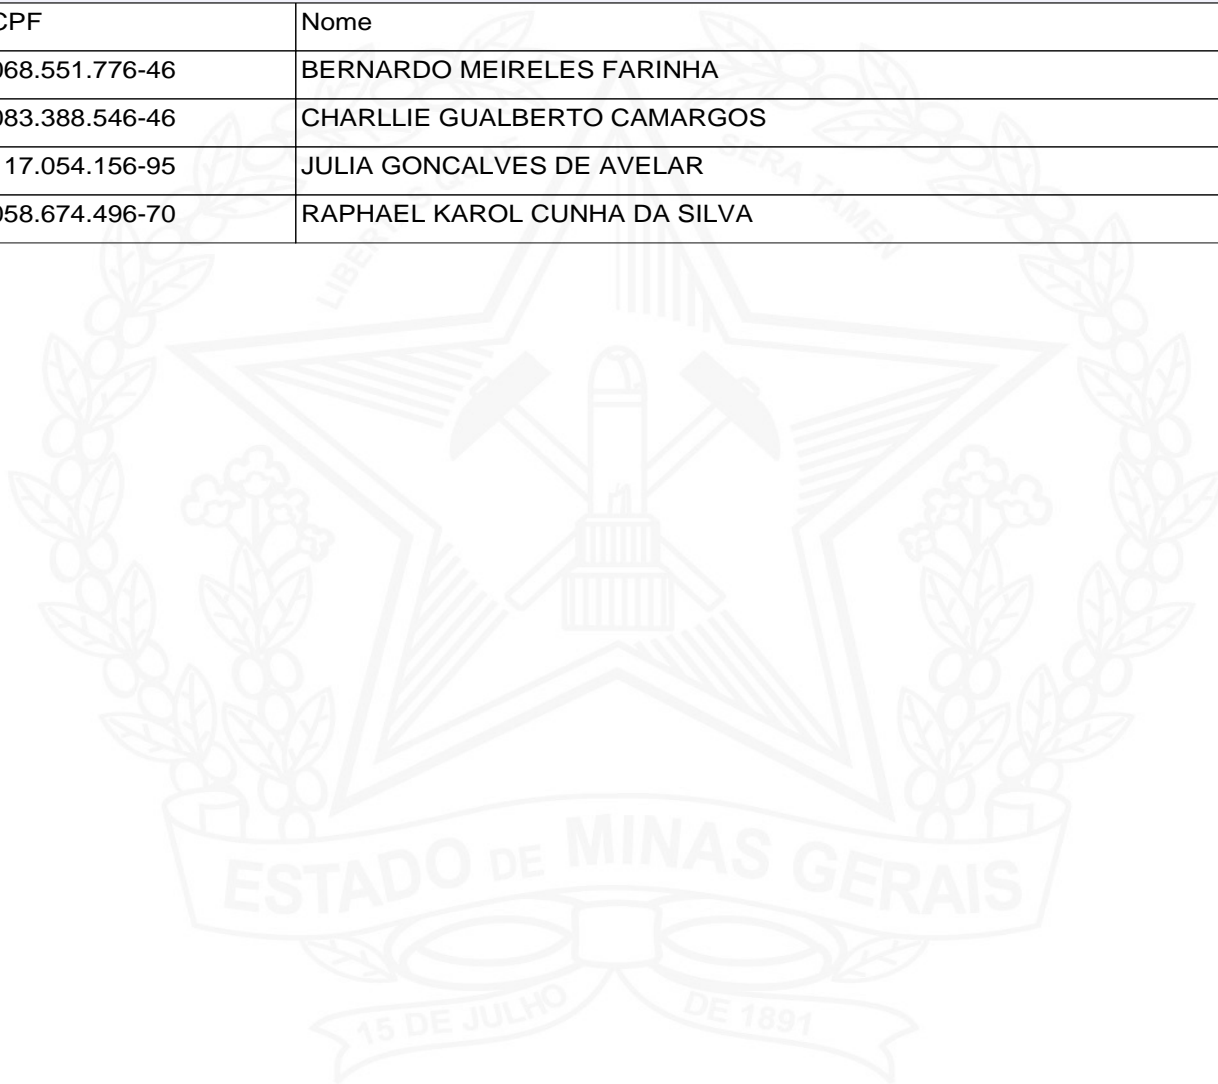 CPF Nome
068.551.776-46 BERNARDO MEIRELES FARINHA
083.388.546-46 CHARLLIE GUALBERTO CAMARGOS
17.054.156-95 JULIA GONCALVES DE AVELAR
058.674.496-70 RAPHAEL KAROL CUNHA DA SILVA
SERA TAMEN
LIBERTAS QUAE
ESTADO DE MINAS GERAIS
15 DE JULHO DE 1891